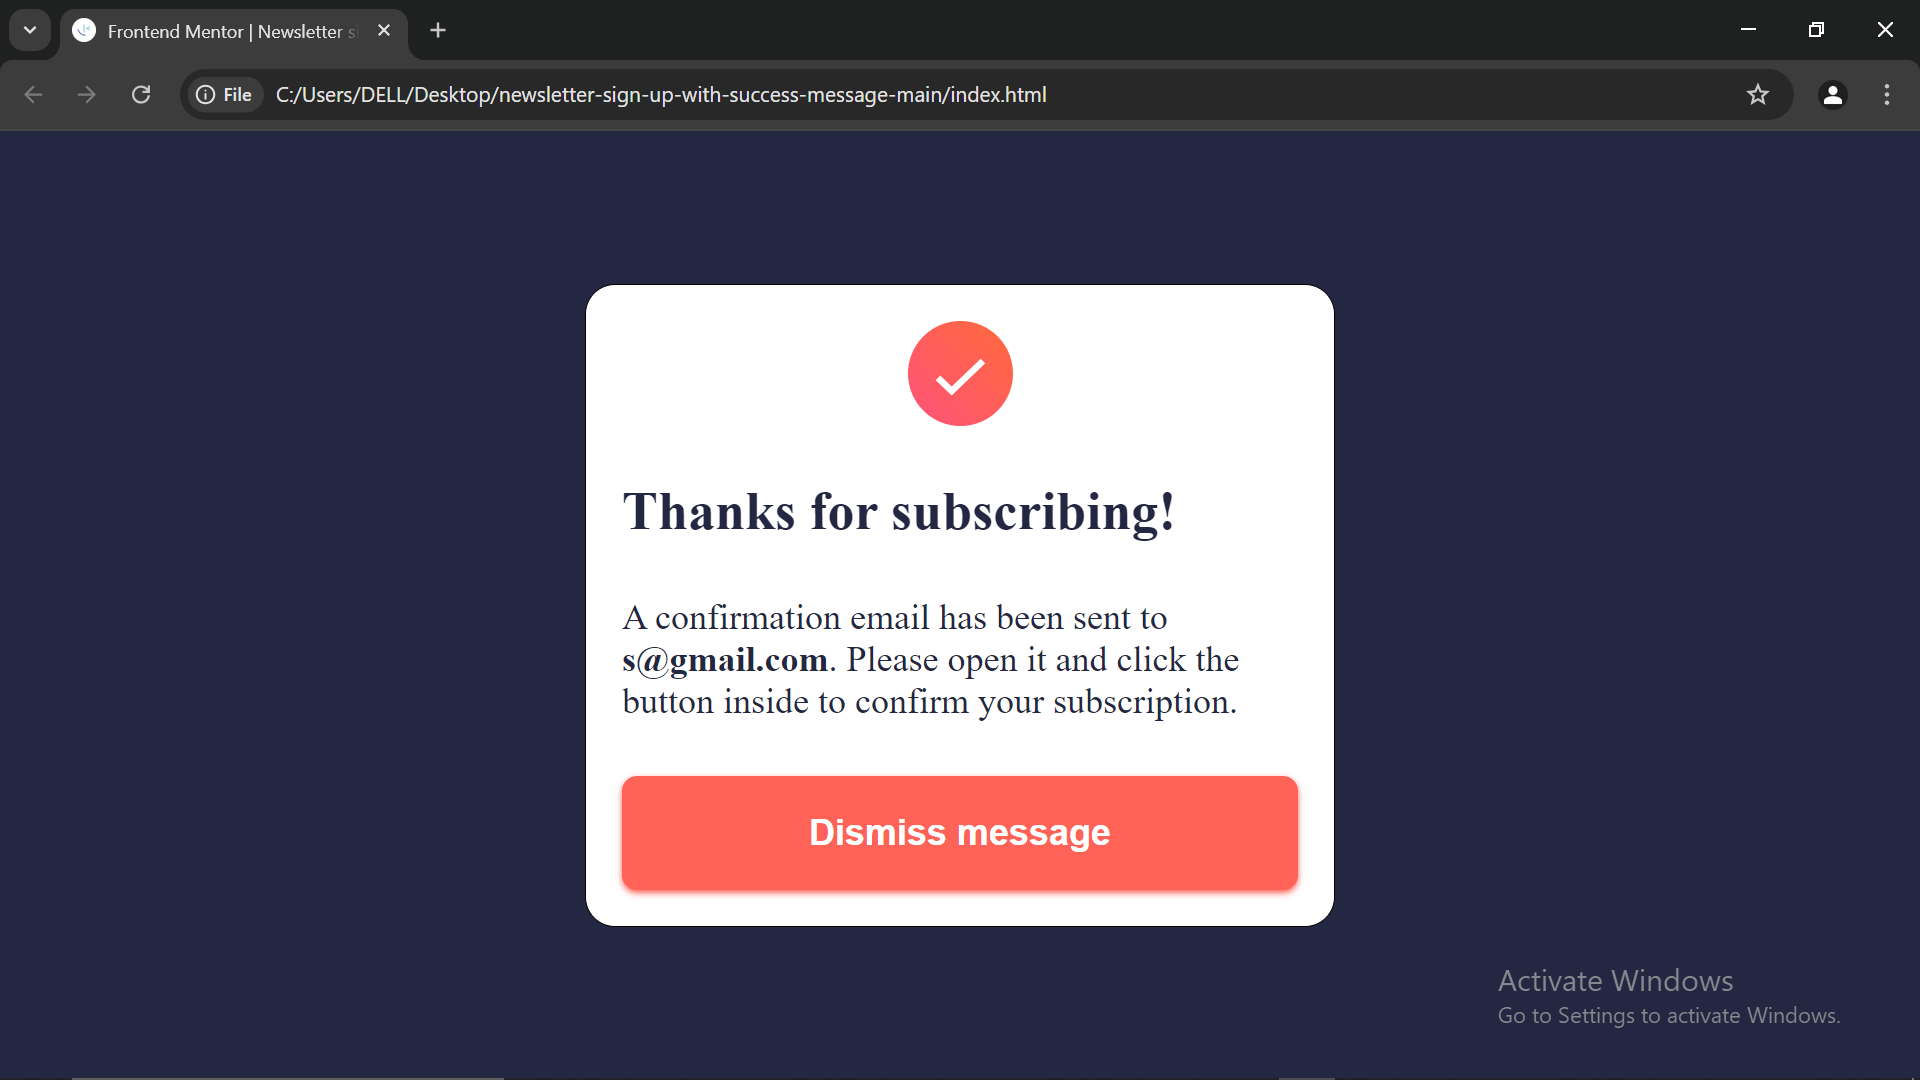 Frontend Mentor | Newsletter si
File
C:/Users/DELL/Desktop/newsletter-sign-up-with-success-message-main/index.html
Thanks for subscribing!
A confirmation email has been sent to
s@gmail.com. Please open it and click the
button inside to confirm your subscription.
Dismiss message
Activate Windows
Go to Settings to activate Windows.